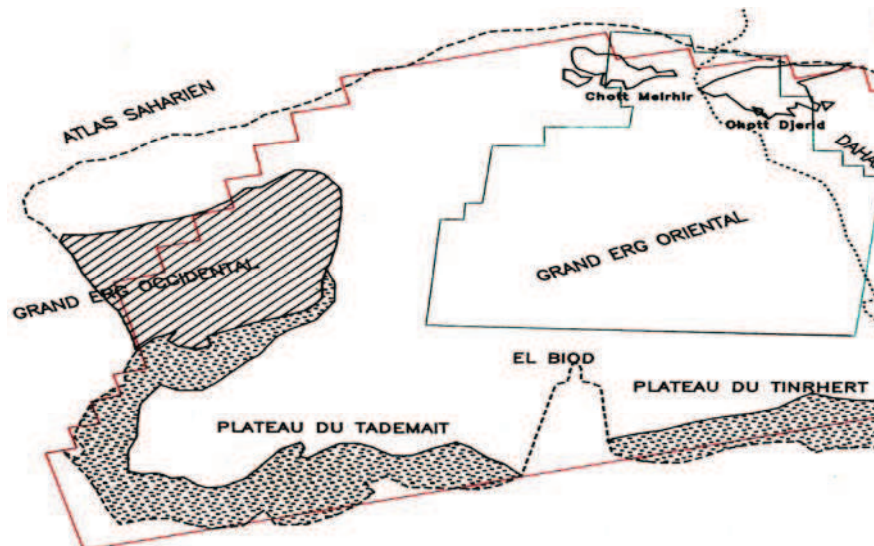 ATLAS SAHARIEN
Chott Melrhir
Okptt Djerid
DAHA
GRAND ERG OCCIDENTAL
GRAND ERG ORIENTAL
EL BIOD
PLATEAU DU TINRHERT
PLATEAU DU TADEMAIT